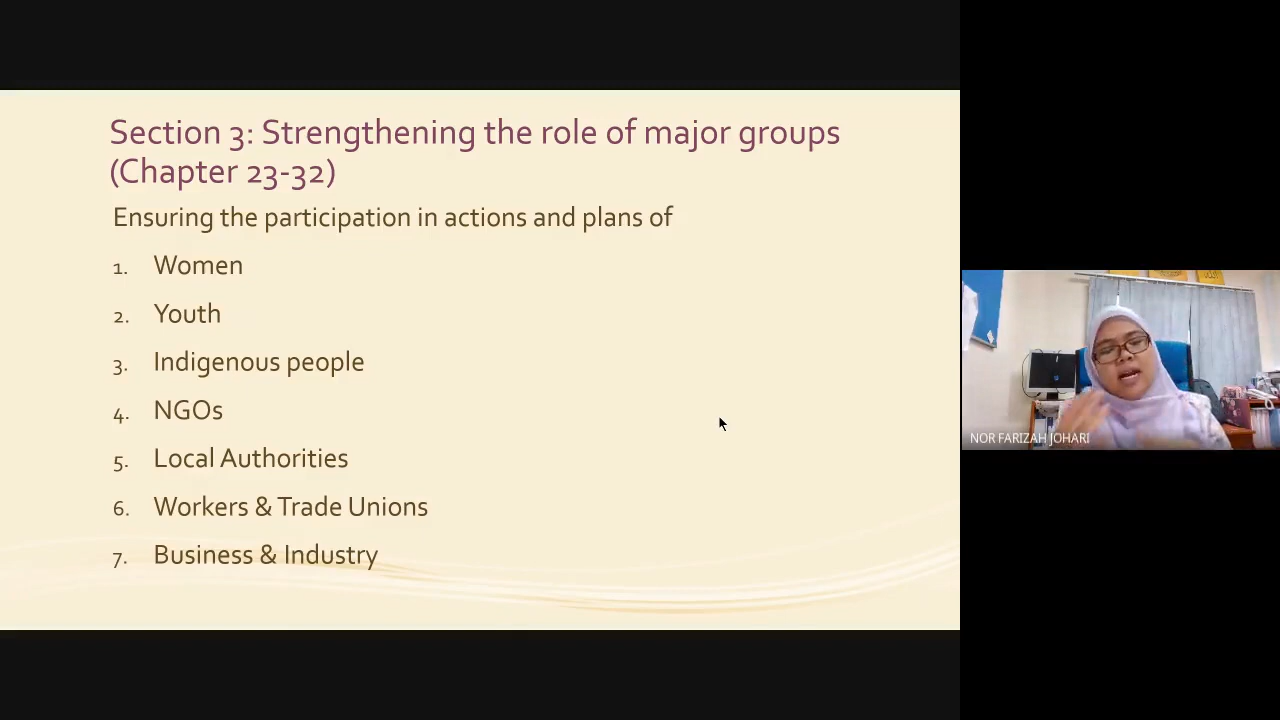 Section 3: Strengthening the role of major groups
(Chapter 23-32)
Ensuring the participation in actions and plans of
1. Women
2. Youth
3. Indigenous people
4. NGOs
5. Local Authorities
6. Workers & Trade Unions
7. Business & Industry
NOR FARIZAH JOHARI